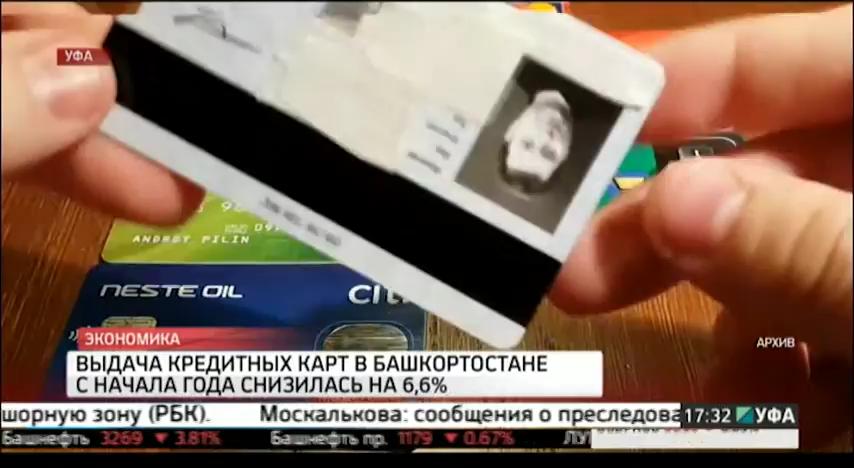 УФА
ANDREY PILIN
NESTE OIL
citi
ЭКОНОМИКА
АРХИВ
ВЫДАЧА КРЕДИТНЫХ КАРТ В БАШКОРТОСТАНЕ
С НАЧАЛА ГОДА СНИЗИЛАСЬ НА 6,6%
шорную зону (РБК). Москалькова: сообщения о преследова
17:32 УФА
Башнефть 3269 ▼ 3.81% Башнефть пр. 1179 ▼ 0.67%